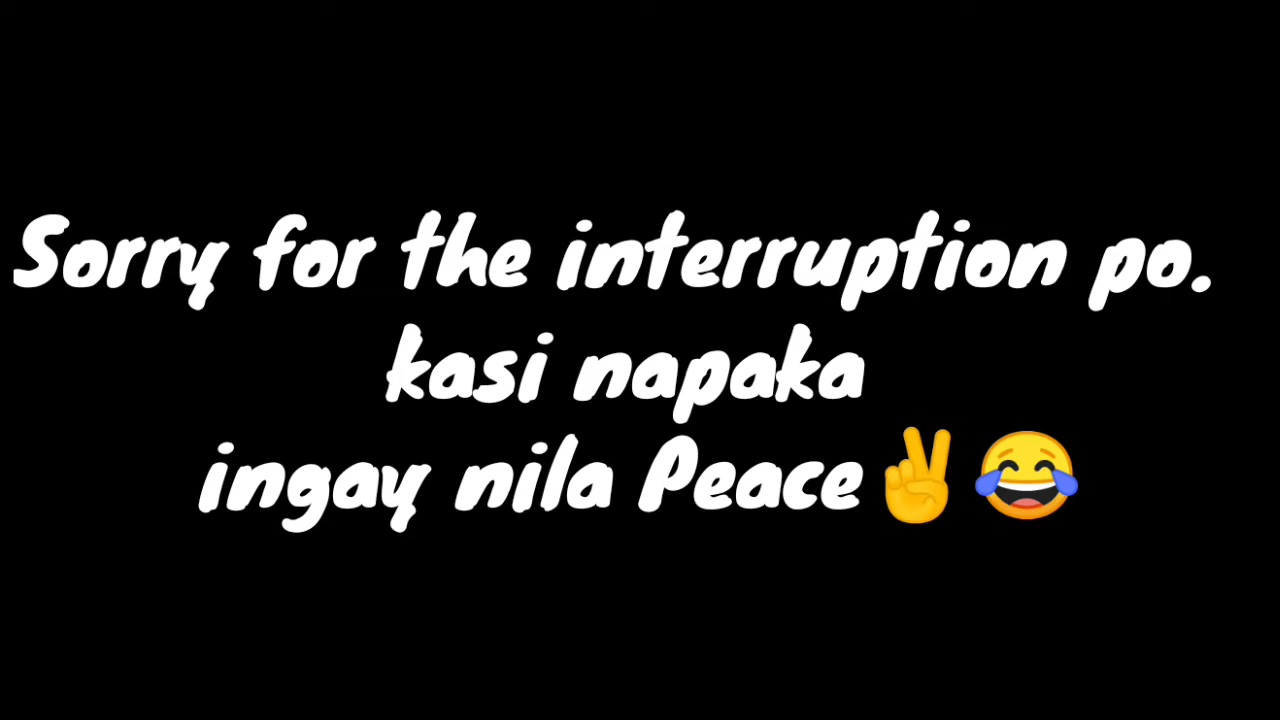 Sorry for the interruption po.
kasi napaka
ingay nila Peace✌️😂